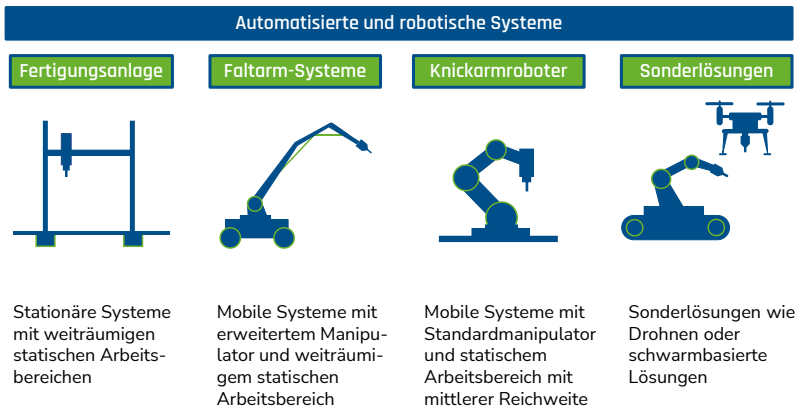 Automatisierte und robotische Systeme
Fertigungsanlage
Faltarm-Systeme
Knickarmroboter
Sonderlösungen
Stationäre Systeme
mit weiträumigen
statischen Arbeits-
bereichen
Mobile Systeme mit
erweitertem Manipu-
lator und weiträumi-
gem statischen
Arbeitsbereich
Mobile Systeme mit
Standardmanipulator
und statischem
Arbeitsbereich mit
mittlerer Reichweite
Sonderlösungen wie
Drohnen oder
schwarmbasierte
Lösungen